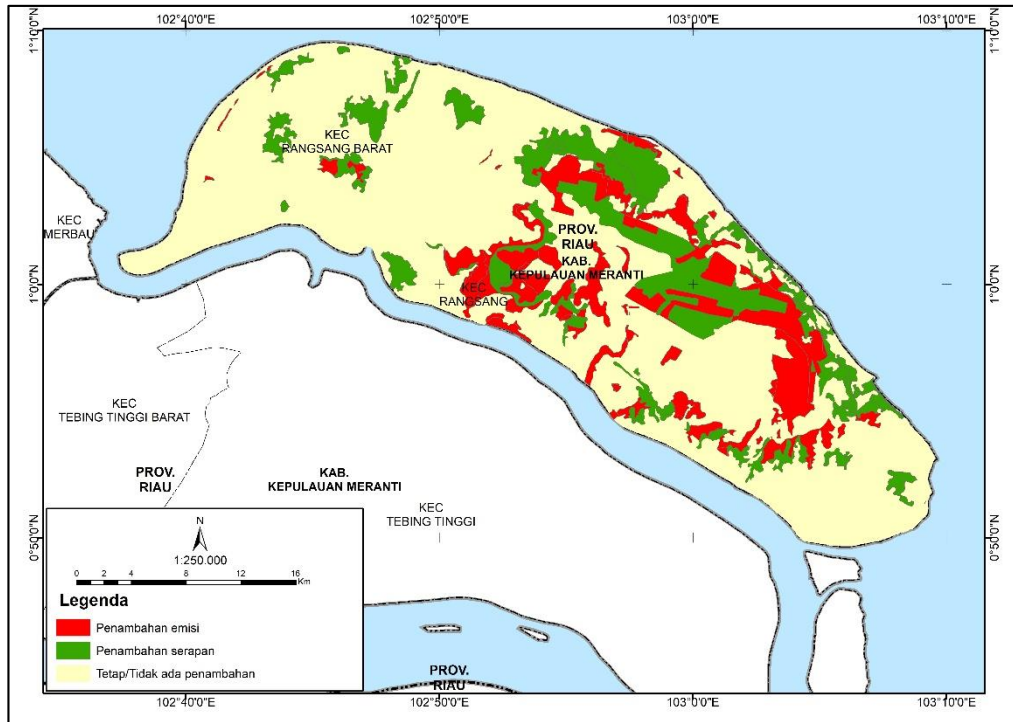 102°40'0"E
102°50'0"E
103°0'0"E
103°10'0"E
1°10'0"N
1°10'0"N
KEC
RANGSANG BARAT
KEC
MERBAU
PROV.
RIAU
KAB.
KEPULAUAN MERANTI
1°0'0"N
1°0'0"N
KEC
RANGSANG
KEC
TEBING TINGGI BARAT
PROV.
RIAU
KAB.
KEPULAUAN MERANTI
KEC
TEBING TINGGI
0°50'0"N
0°50'0"N
N
1:250.000
0 2 4 8 12 16
Km
Legenda
Penambahan emisi
Penambahan serapan
Tetap/Tidak ada penambahan
PROV.
RIAU
102°40'0"E
102°50'0"E
103°0'0"E
103°10'0"E